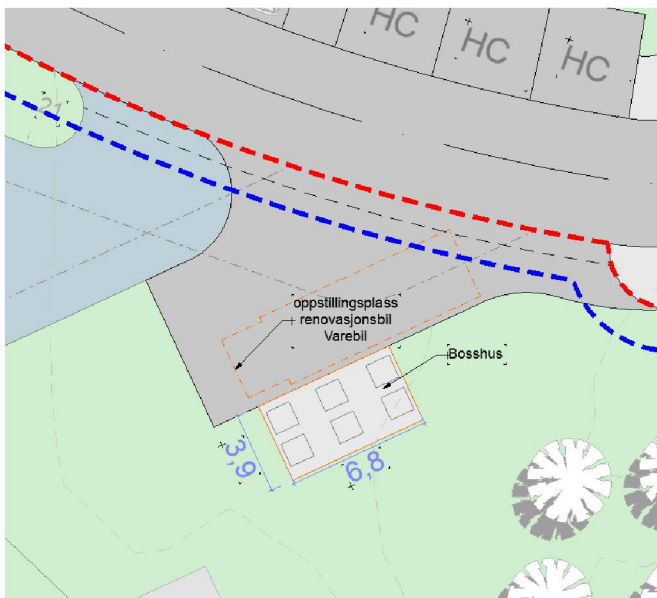 HC
HC
HC
21
oppstillingsplass
renovasjonsbil
Varebil
Bosshus
3,9
6,8